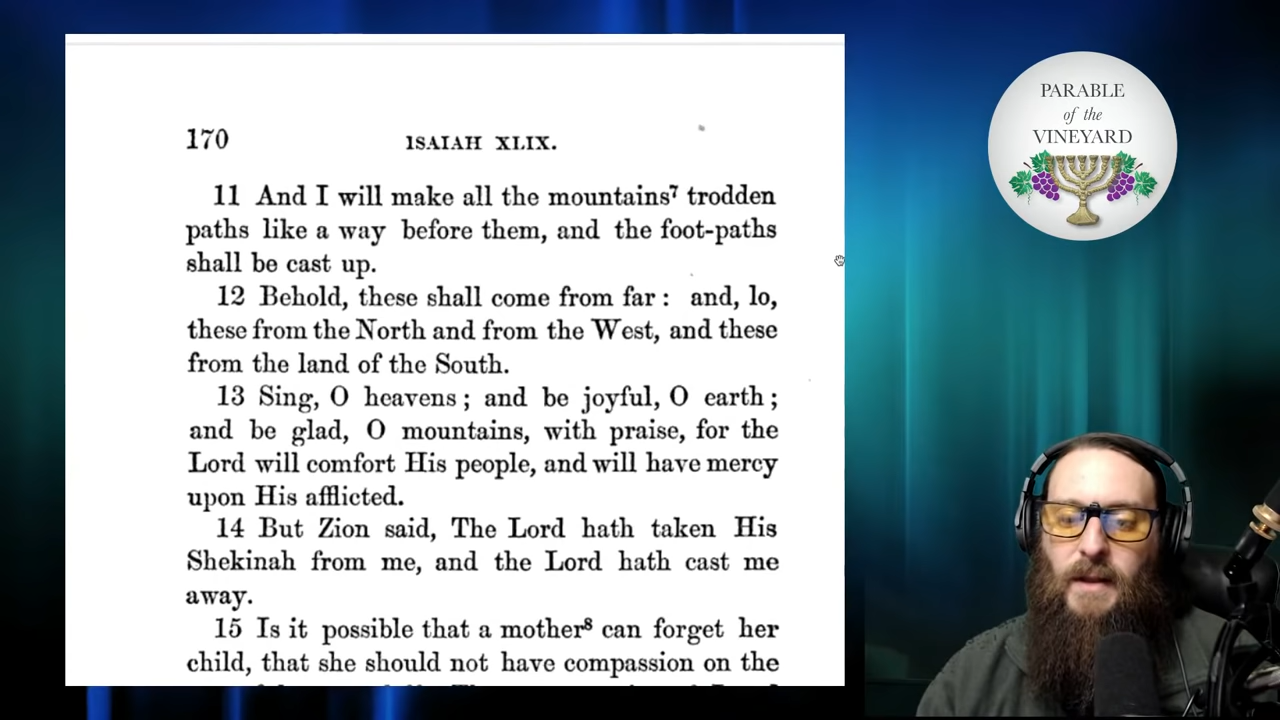 170 ISAIAH XLIX.
11 And I will make all the mountains⁷ trodden
paths like a way before them, and the foot-paths
shall be cast up.
12 Behold, these shall come from far : and, lo,
these from the North and from the West, and these
from the land of the South.
13 Sing, O heavens ; and be joyful, O earth ;
and be glad, O mountains, with praise, for the
Lord will comfort His people, and will have mercy
upon His afflicted.
14 But Zion said, The Lord hath taken His
Shekinah from me, and the Lord hath cast me
away.
15 Is it possible that a mother⁸ can forget her
child, that she should not have compassion on the
PARABLE
of the
VINEYARD